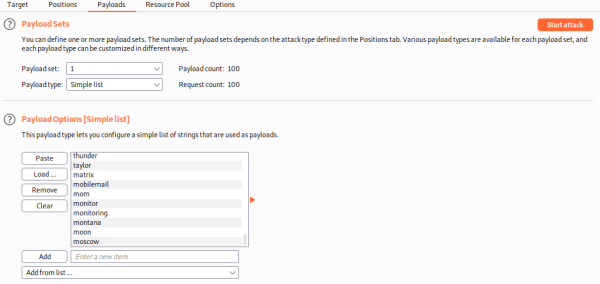 Target Positions Payloads Resource Pool Options
? Payload Sets Start attack
You can define one or more payload sets. The number of payload sets depends on the attack type defined in the Positions tab. Various payload types are available for each payload set, and
each payload type can be customized in different ways.
Payload set: 1 Payload count: 100
Payload type: Simple list Request count: 100
? Payload Options [Simple list]
This payload type lets you configure a simple list of strings that are used as payloads.
Paste thunder
taylor
Load ... matrix
mobilemail
Remove mom
monitor
Clear monitoring
montana
moon
moscow
Add Enter a new item
Add from list ...